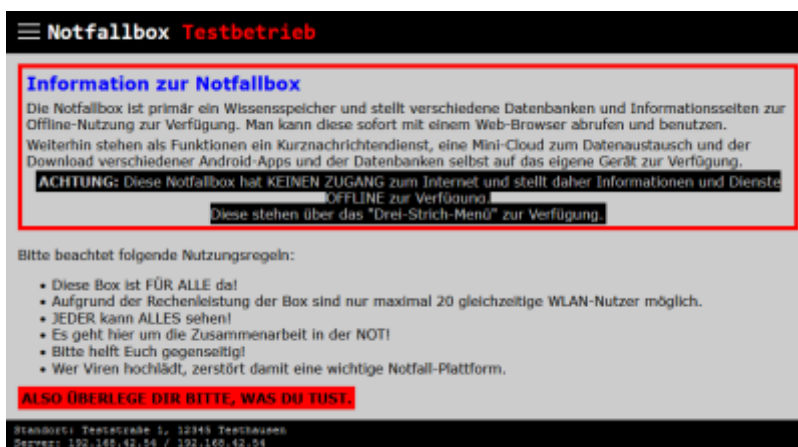 Notfallbox Testbetrieb
Information zur Notfallbox
Die Notfallbox ist primär ein Wissensspeicher und stellt verschiedene Datenbanken und Informationsseiten zur
Offline-Nutzung zur Verfügung. Man kann diese sofort mit einem Web-Browser abrufen und benutzen.
Weiterhin stehen als Funktionen ein Kurznachrichtendienst, eine Mini-Cloud zum Datenaustausch und der
Download verschiedener Android-Apps und der Datenbanken selbst auf das eigene Gerät zur Verfügung.
ACHTUNG: Diese Notfallbox hat KEINEN ZUGANG zum Internet und stellt daher Informationen und Dienste
OFFLINE zur Verfügung.
Diese stehen über das "Drei-Strich-Menü" zur Verfügung.
Bitte beachtet folgende Nutzungsregeln:
• Diese Box ist FÜR ALLE da!
• Aufgrund der Rechenleistung der Box sind nur maximal 20 gleichzeitige WLAN-Nutzer möglich.
• JEDER kann ALLES sehen!
• Es geht hier um die Zusammenarbeit in der NOT!
• Bitte helft Euch gegenseitig!
• Wer Viren hochlädt, zerstört damit eine wichtige Notfall-Plattform.
ALSO ÜBERLEGE DIR BITTE, WAS DU TUST.
Standort: Teststraße 1, 12345 Testhausen
Server: 192.168.42.54 / 192.168.42.54